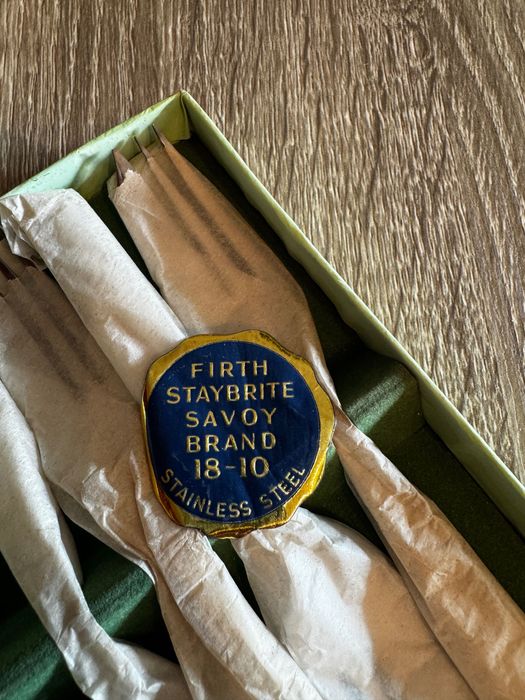 FIRTH
STAYBRITE
SAVOY
BRAND
18-10
STAINLESS STEEL